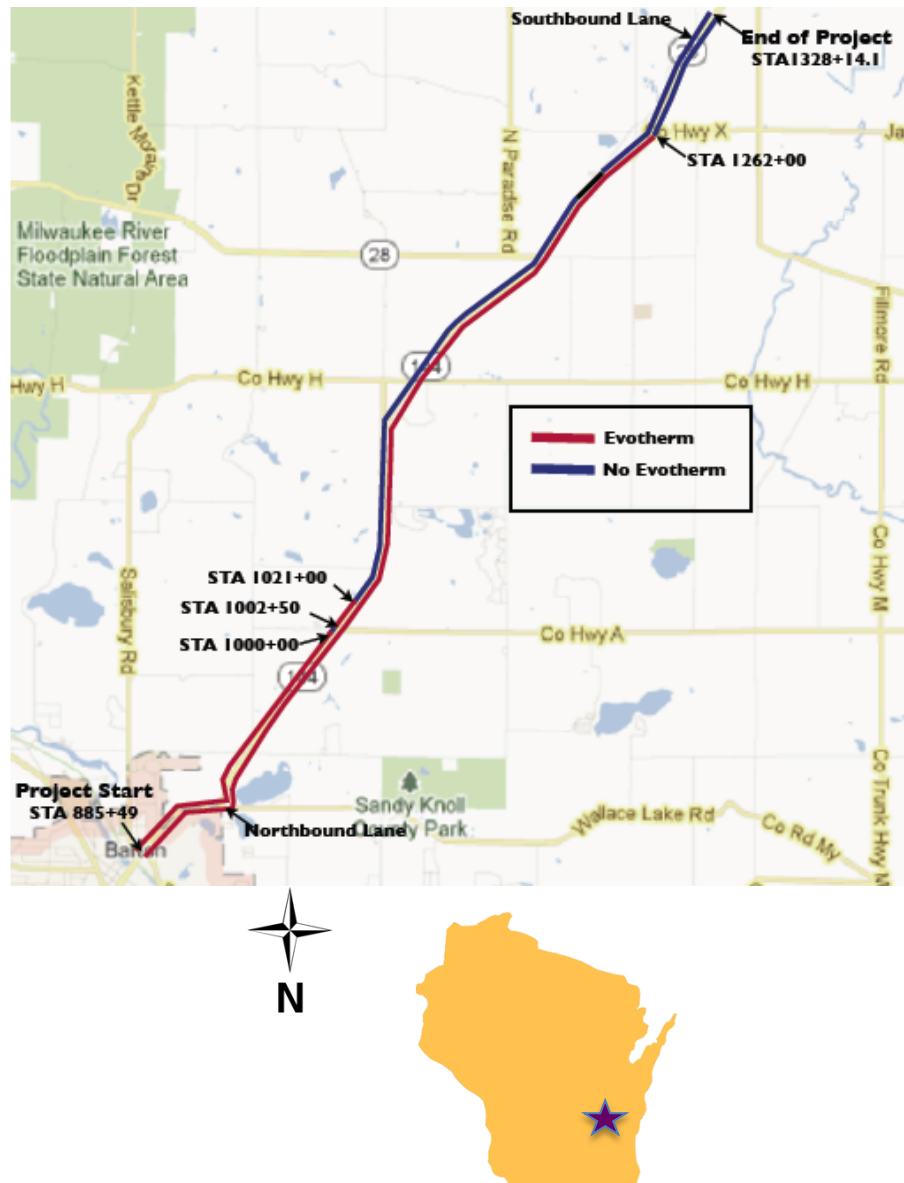 Southbound Lane
End of Project
STA1328+14.1
Kettle Moraine Dr
N Paradise Rd
Co Hwy X
Ja
STA 1262+00
Milwaukee River
Floodplain Forest
State Natural Area
28
Fillmore Rd
Hwy H
Co Hwy H
144
Co Hwy H
Evotherm
No Evotherm
Salisbury Rd
STA 1021+00
STA 1002+50
STA 1000+00
Co Hwy A
Co Hwy M
144
Project Start
STA 885+49
Barton
Northbound Lane
Sandy Knoll
County Park
Wallace Lake Rd
Co Rd My
Co Trunk Hwy M
N